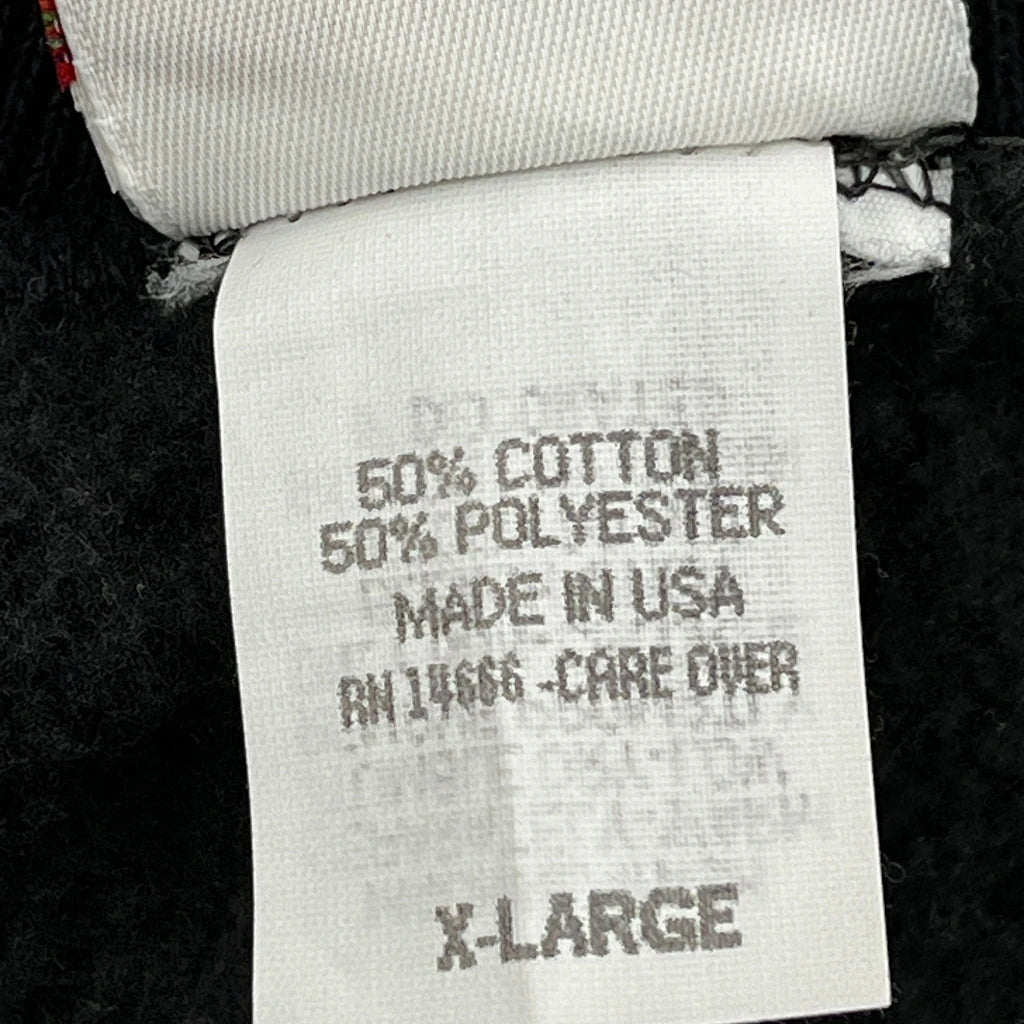 50% COTTON
50% POLYESTER
MADE IN USA
RN 14666 -CARE OVER
X-LARGE